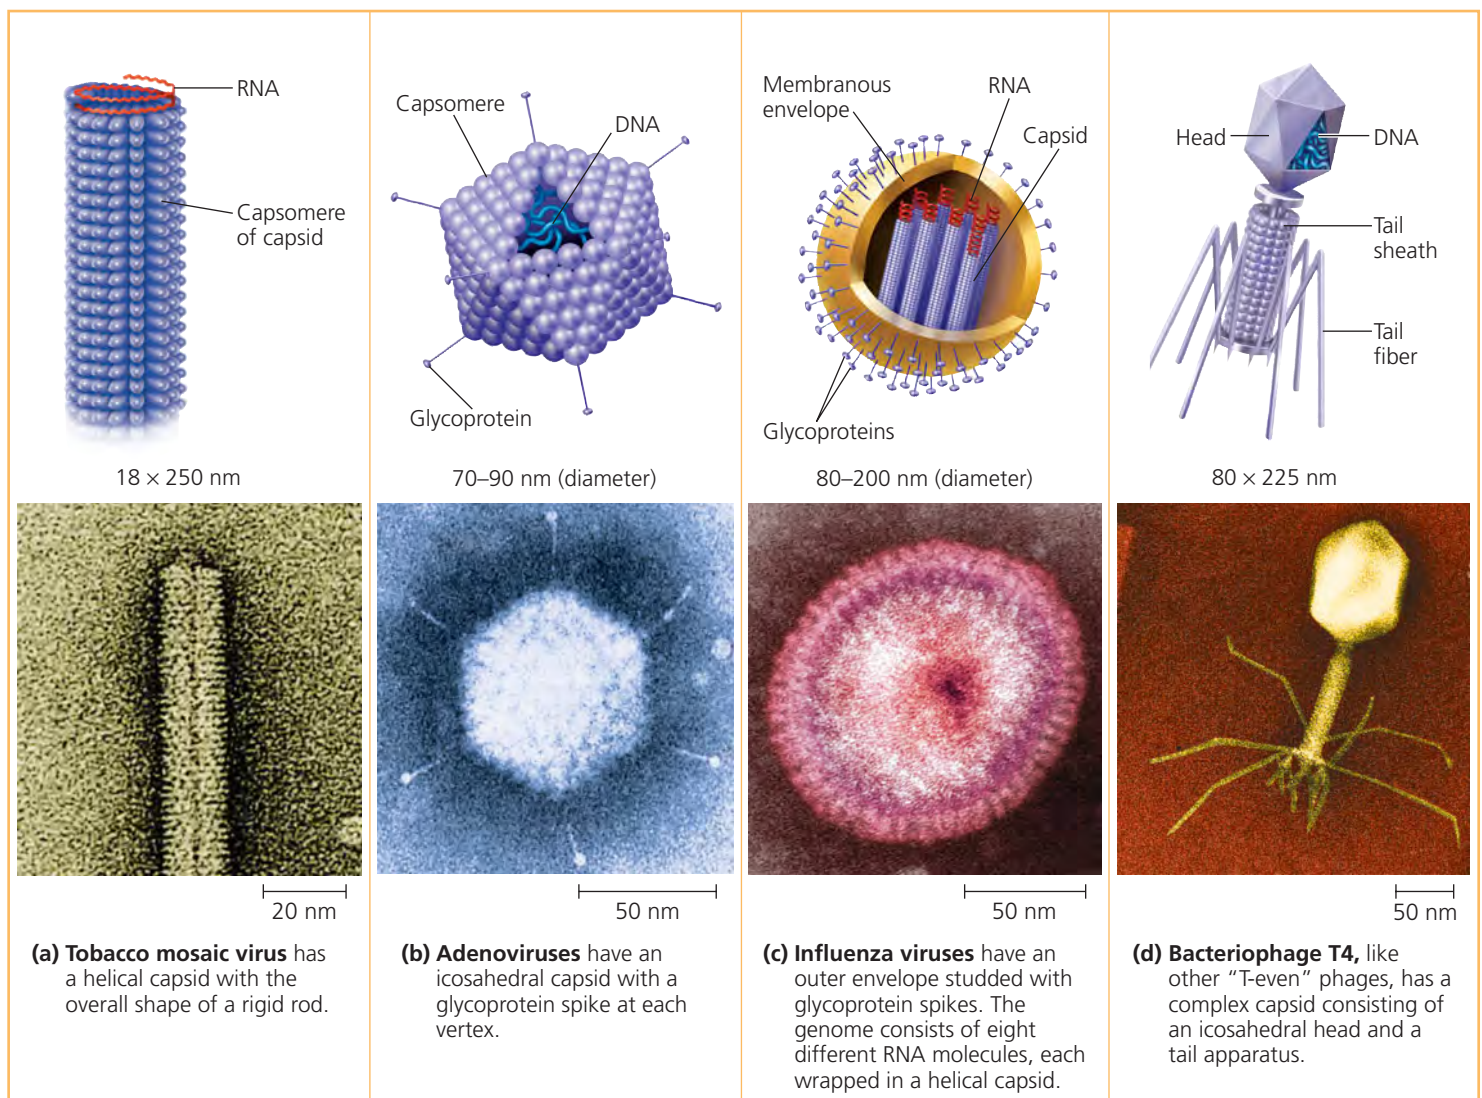 RNA
Capsomere
of capsid
18 × 250 nm
20 nm
(a) Tobacco mosaic virus has
a helical capsid with the
overall shape of a rigid rod.
Capsomere
DNA
Glycoprotein
70–90 nm (diameter)
50 nm
(b) Adenoviruses have an
icosahedral capsid with a
glycoprotein spike at each
vertex.
Membranous
envelope
RNA
Capsid
Glycoproteins
80–200 nm (diameter)
50 nm
(c) Influenza viruses have an
outer envelope studded with
glycoprotein spikes. The
genome consists of eight
different RNA molecules, each
wrapped in a helical capsid.
Head
DNA
Tail
sheath
Tail
fiber
80 × 225 nm
50 nm
(d) Bacteriophage T4, like
other “T-even” phages, has a
complex capsid consisting of
an icosahedral head and a
tail apparatus.